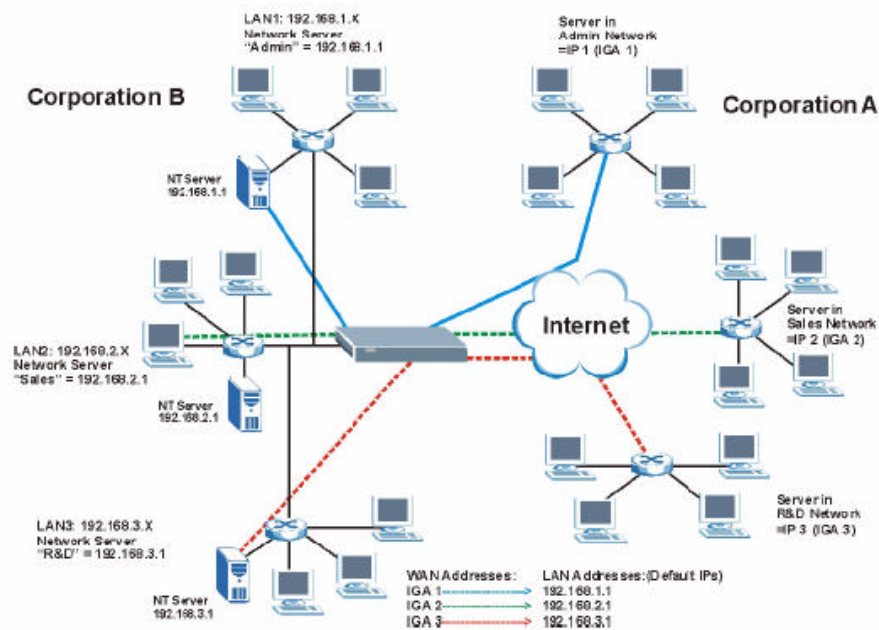 LAN1: 192.168.1.X
Network Server
“Admin” = 192.168.1.1
Server in
Admin Network
=IP 1 (IGA 1)
Corporation B
Corporation A
NT Server
192.168.1.1
Internet
Server in
Sales Network
=IP 2 (IGA 2)
LAN2: 192.168.2.X
Network Server
“Sales” = 192.168.2.1
NT Server
192.168.2.1
LAN3: 192.168.3.X
Network Server
“R&D” = 192.168.3.1
Server in
R&D Network
=IP 3 (IGA 3)
NT Server
192.168.3.1
WAN Addresses: LAN Addresses:(Default IPs)
IGA 1 192.168.1.1
IGA 2 192.168.2.1
IGA 3 192.168.3.1